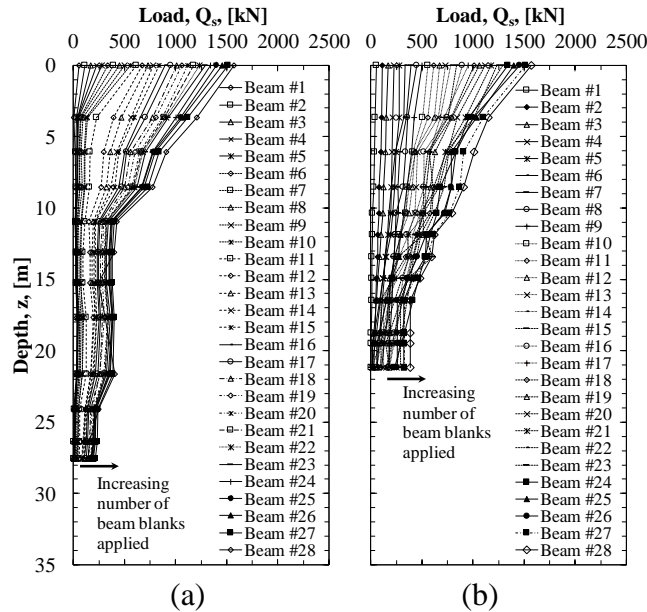 Load, Q_s, [kN]
0 500 1000 1500 2000 2500
Depth, z, [m]
0
5
10
15
20
25
30
35
Beam #1
Beam #2
Beam #3
Beam #4
Beam #5
Beam #6
Beam #7
Beam #8
Beam #9
Beam #10
Beam #11
Beam #12
Beam #13
Beam #14
Beam #15
Beam #16
Beam #17
Beam #18
Beam #19
Beam #20
Beam #21
Beam #22
Beam #23
Beam #24
Beam #25
Beam #26
Beam #27
Beam #28
Increasing
number of
beam blanks
applied
(a)
Load, Q_s, [kN]
0 500 1000 1500 2000 2500
Beam #1
Beam #2
Beam #3
Beam #4
Beam #5
Beam #6
Beam #7
Beam #8
Beam #9
Beam #10
Beam #11
Beam #12
Beam #13
Beam #14
Beam #15
Beam #16
Beam #17
Beam #18
Beam #19
Beam #20
Beam #21
Beam #22
Beam #23
Beam #24
Beam #25
Beam #26
Beam #27
Beam #28
Increasing
number of
beam blanks
applied
(b)